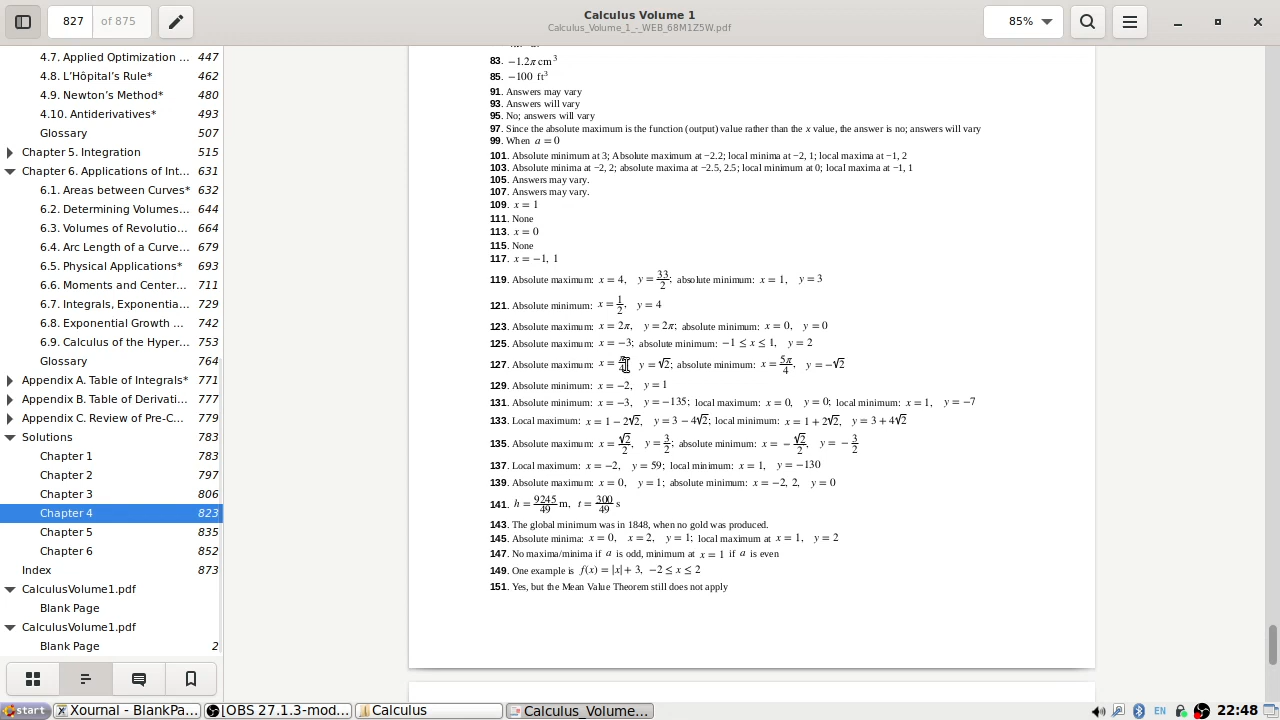 827 of 875
Calculus Volume 1
Calculus_Volume_1_-_WEB_68M1Z5W.pdf
85%
4.7. Applied Optimization ... 447
4.8. L'Hôpital's Rule* 462
4.9. Newton's Method* 480
4.10. Antiderivatives* 493
Glossary 507
Chapter 5. Integration 515
Chapter 6. Applications of Int... 631
6.1. Areas between Curves* 632
6.2. Determining Volumes... 644
6.3. Volumes of Revolutio... 664
6.4. Arc Length of a Curve... 679
6.5. Physical Applications* 693
6.6. Moments and Center... 711
6.7. Integrals, Exponentia... 729
6.8. Exponential Growth ... 742
6.9. Calculus of the Hyper... 753
Glossary 764
Appendix A. Table of Integrals* 771
Appendix B. Table of Derivati... 777
Appendix C. Review of Pre-C... 779
Solutions 783
Chapter 1 783
Chapter 2 797
Chapter 3 806
Chapter 4 823
Chapter 5 835
Chapter 6 852
Index 873
CalculusVolume1.pdf
Blank Page
CalculusVolume1.pdf
Blank Page 2
83. −1.2π cm³
85. −100 ft³
91. Answers may vary
93. Answers will vary
95. No; answers will vary
97. Since the absolute maximum is the function (output) value rather than the x value, the answer is no; answers will vary
99. When a = 0
101. Absolute minimum at 3; Absolute maximum at −2.2; local minima at −2, 1; local maxima at −1, 2
103. Absolute minima at −2, 2; absolute maxima at −2.5, 2.5; local minimum at 0; local maxima at −1, 1
105. Answers may vary.
107. Answers may vary.
109. x = 1
111. None
113. x = 0
115. None
117. x = −1, 1
119. Absolute maximum: x = 4, y = 33/2; absolute minimum: x = 1, y = 3
121. Absolute minimum: x = 1/2, y = 4
123. Absolute maximum: x = 2π, y = 2π; absolute minimum: x = 0, y = 0
125. Absolute maximum: x = −3; absolute minimum: −1 ≤ x ≤ 1, y = 2
127. Absolute maximum: x = π/4, y = √2; absolute minimum: x = 5π/4, y = −√2
129. Absolute minimum: x = −2, y = 1
131. Absolute minimum: x = −3, y = −135; local maximum: x = 0, y = 0; local minimum: x = 1, y = −7
133. Local maximum: x = 1 − 2√2, y = 3 − 4√2; local minimum: x = 1 + 2√2, y = 3 + 4√2
135. Absolute maximum: x = √2/2, y = 3/2; absolute minimum: x = −√2/2, y = −3/2
137. Local maximum: x = −2, y = 59; local minimum: x = 1, y = −130
139. Absolute maximum: x = 0, y = 1; absolute minimum: x = −2, 2, y = 0
141. h = 9245/49 m, t = 300/49 s
143. The global minimum was in 1848, when no gold was produced.
145. Absolute minima: x = 0, x = 2, y = 1; local maximum at x = 1, y = 2
147. No maxima/minima if a is odd, minimum at x = 1 if a is even
149. One example is f(x) = |x| + 3, −2 ≤ x ≤ 2
151. Yes, but the Mean Value Theorem still does not apply
start
Xournal - BlankPa...
[OBS 27.1.3-mod...
Calculus
Calculus_Volume...
EN
22:48